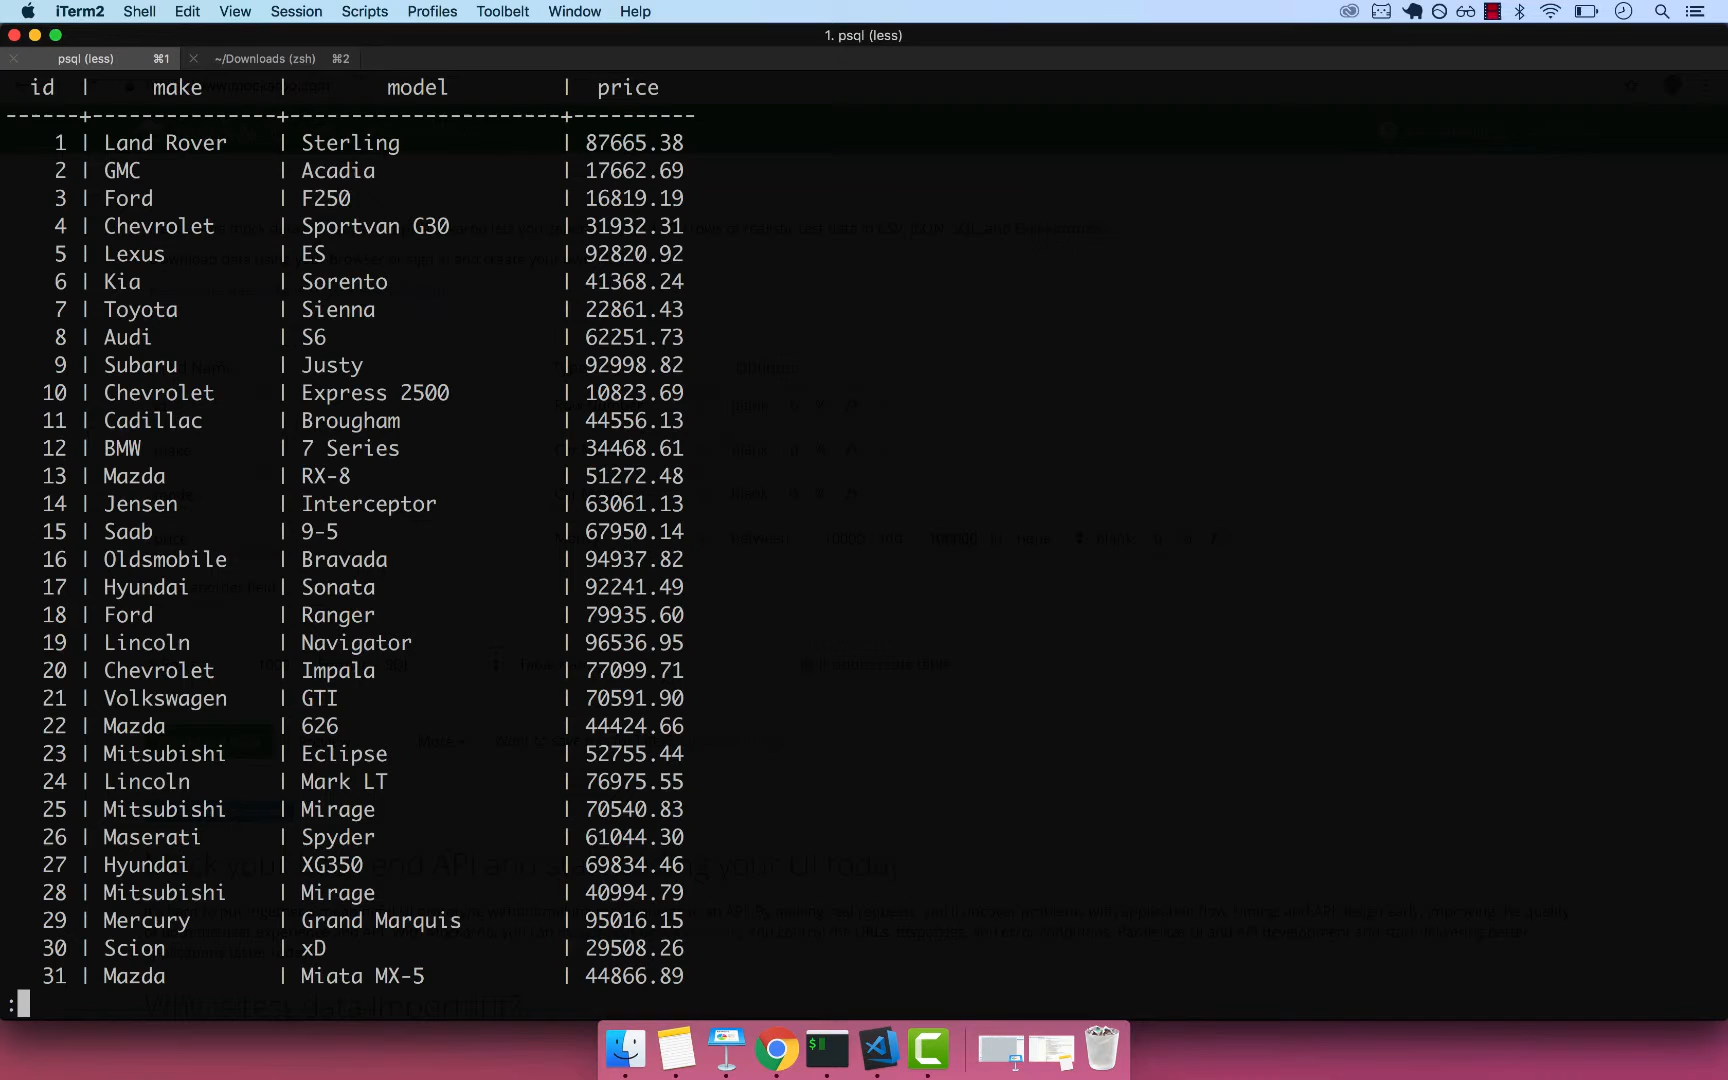 iTerm2 Shell Edit View Session Scripts Profiles Toolbelt Window Help
1. psql (less)
psql (less) ⌘1 ~/Downloads (zsh) ⌘2
id | make | model | price
------+----------------+----------------------+----------
1 | Land Rover | Sterling | 87665.38
2 | GMC | Acadia | 17662.69
3 | Ford | F250 | 16819.19
4 | Chevrolet | Sportvan G30 | 31932.31
5 | Lexus | ES | 92820.92
6 | Kia | Sorento | 41368.24
7 | Toyota | Sienna | 22861.43
8 | Audi | S6 | 62251.73
9 | Subaru | Justy | 92998.82
10 | Chevrolet | Express 2500 | 10823.69
11 | Cadillac | Brougham | 44556.13
12 | BMW | 7 Series | 34468.61
13 | Mazda | RX-8 | 51272.48
14 | Jensen | Interceptor | 63061.13
15 | Saab | 9-5 | 67950.14
16 | Oldsmobile | Bravada | 94937.82
17 | Hyundai | Sonata | 92241.49
18 | Ford | Ranger | 79935.60
19 | Lincoln | Navigator | 96536.95
20 | Chevrolet | Impala | 77099.71
21 | Volkswagen | GTI | 70591.90
22 | Mazda | 626 | 44424.66
23 | Mitsubishi | Eclipse | 52755.44
24 | Lincoln | Mark LT | 76975.55
25 | Mitsubishi | Mirage | 70540.83
26 | Maserati | Spyder | 61044.30
27 | Hyundai | XG350 | 69834.46
28 | Mitsubishi | Mirage | 40994.79
29 | Mercury | Grand Marquis | 95016.15
30 | Scion | xD | 29508.26
31 | Mazda | Miata MX-5 | 44866.89
: